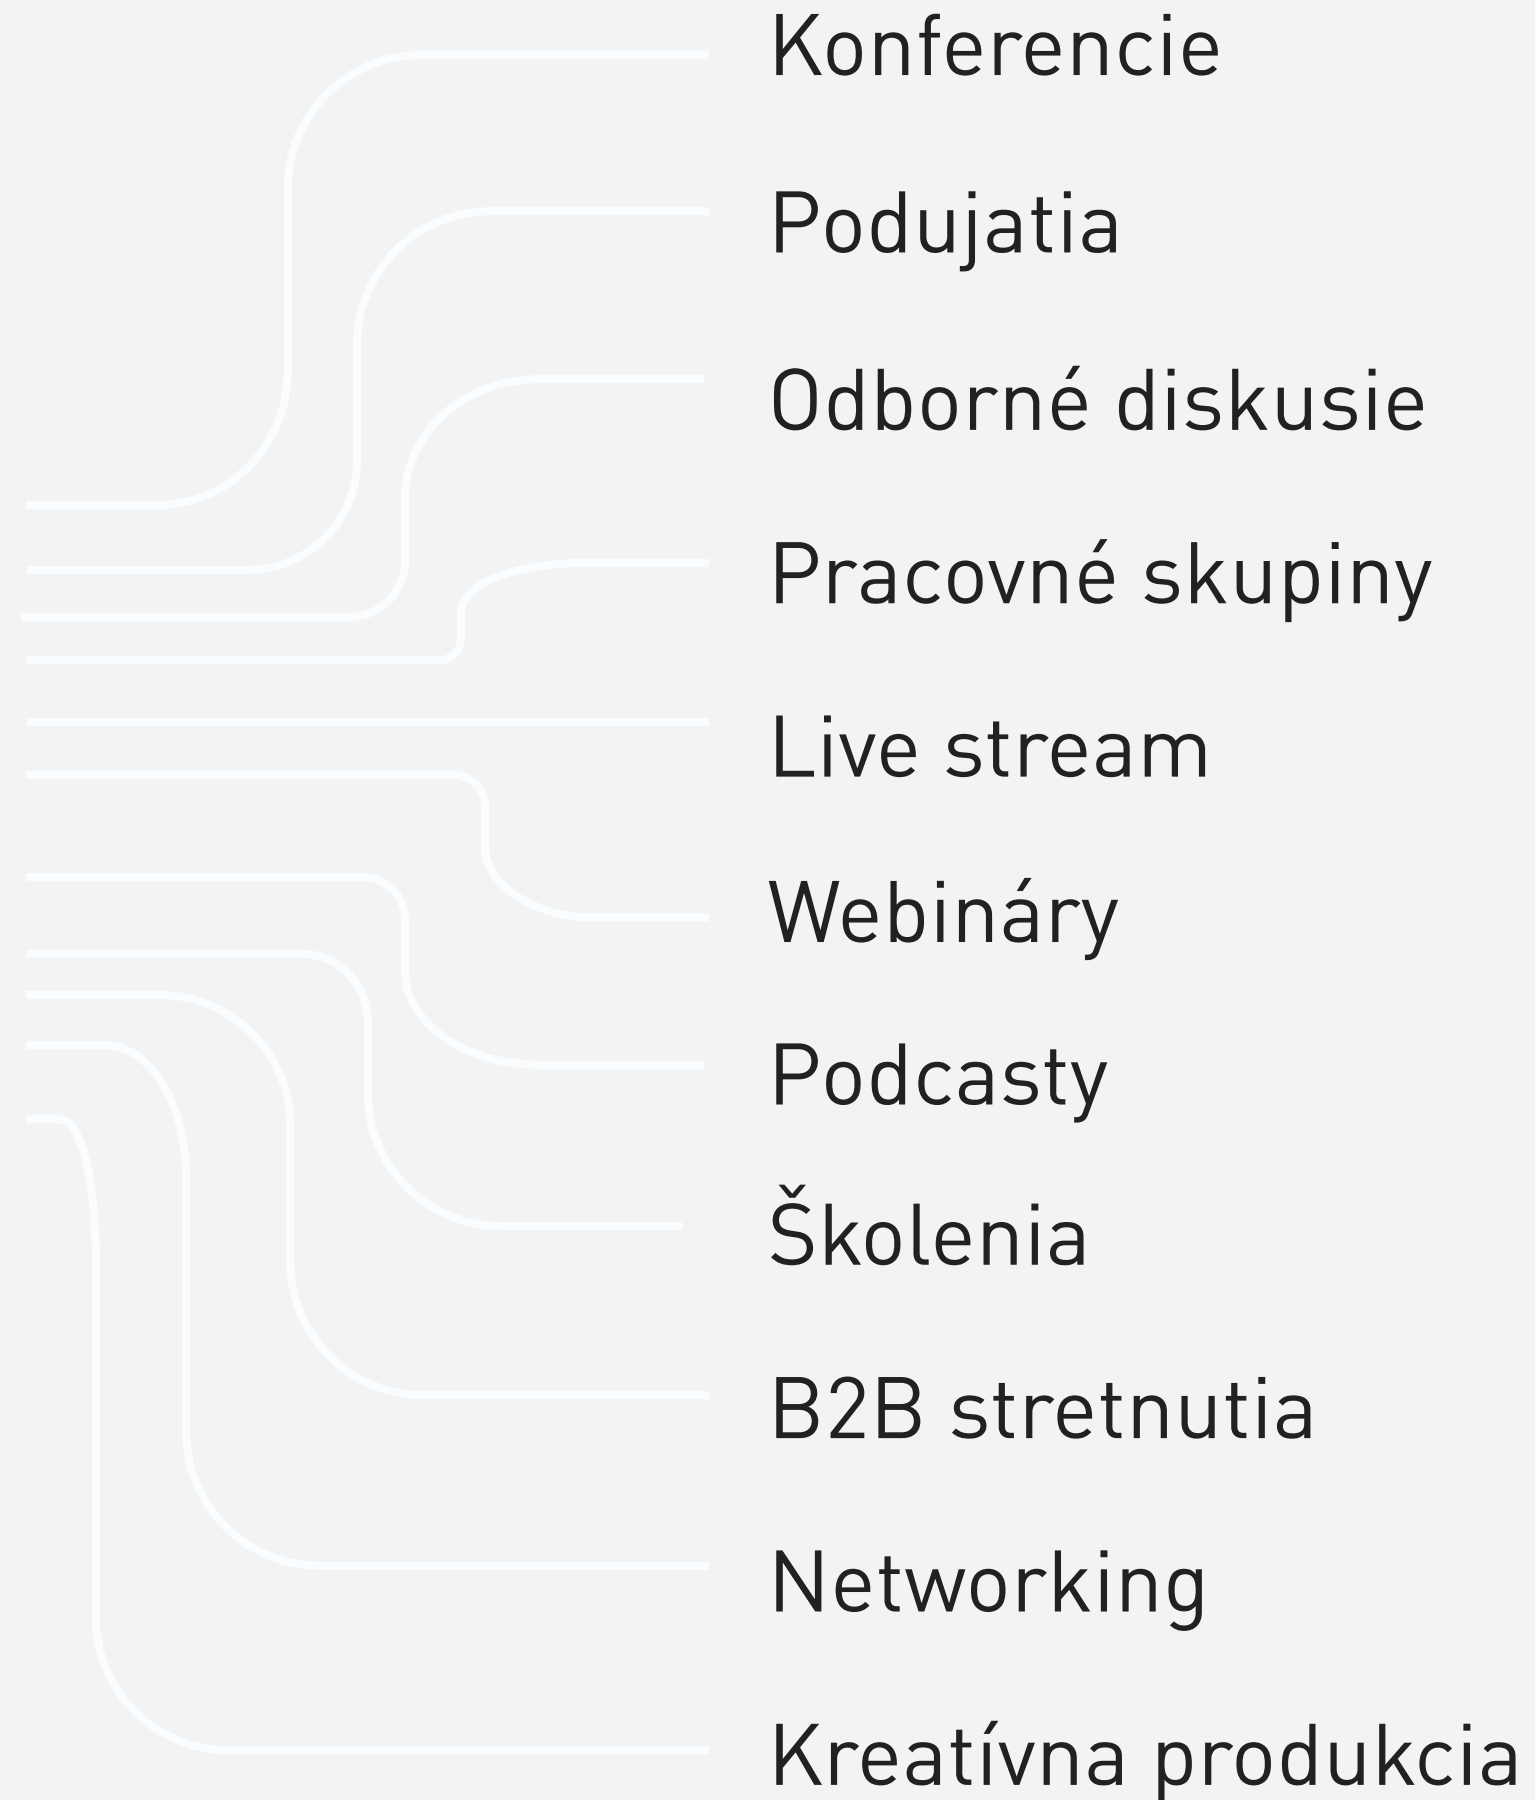 Konferencie
Podujatia
Odborné diskusie
Pracovné skupiny
Live stream
Webináry
Podcasty
Školenia
B2B stretnutia
Networking
Kreatívna produkcia